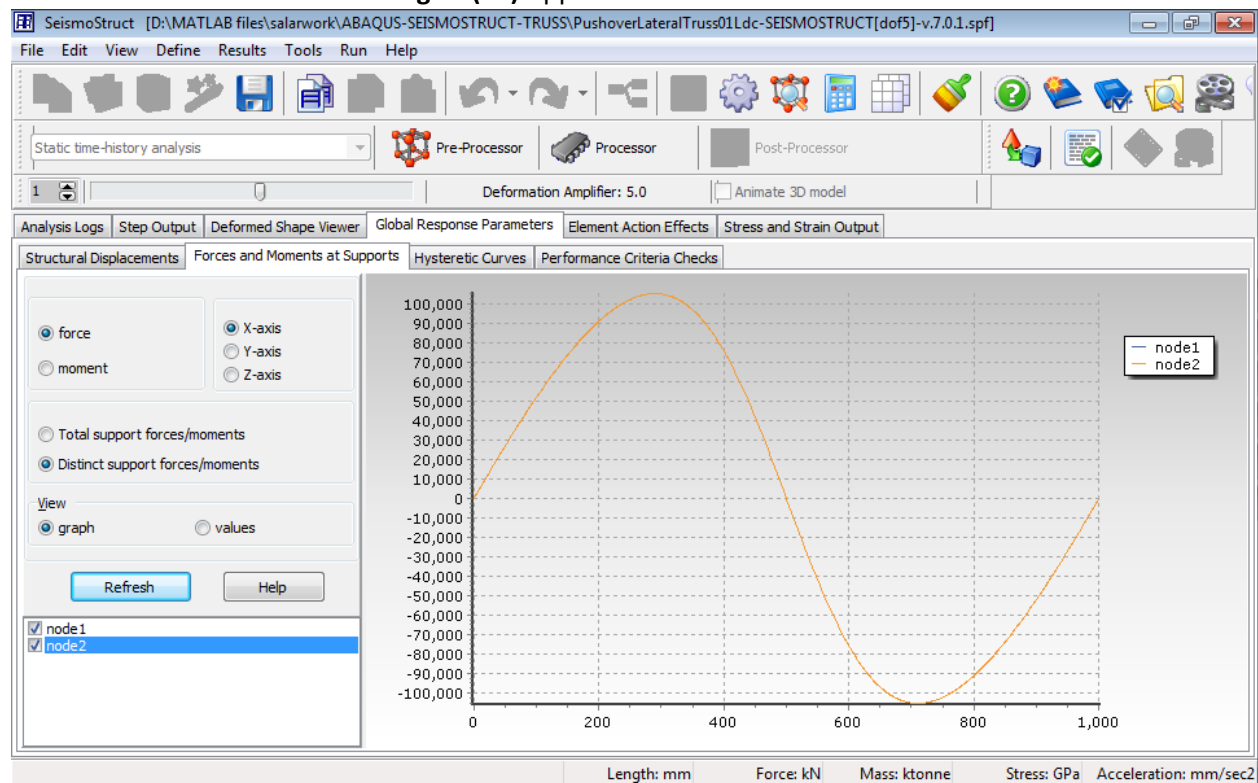 SeismoStruct [D:\MATLAB files\salarwork\ABAQUS-SEISMOSTRUCT-TRUSS\PushoverLateralTruss01Ldc-SEISMOSTRUCT[dof5]-v.7.0.1.spf]
File Edit View Define Results Tools Run Help
Static time-history analysis Pre-Processor Processor Post-Processor
1 Deformation Amplifier: 5.0 Animate 3D model
Analysis Logs Step Output Deformed Shape Viewer Global Response Parameters Element Action Effects Stress and Strain Output
Structural Displacements Forces and Moments at Supports Hysteretic Curves Performance Criteria Checks
force
moment
X-axis
Y-axis
Z-axis
Total support forces/moments
Distinct support forces/moments
View
graph values
Refresh Help
node1
node2
100,000
90,000
80,000
70,000
60,000
50,000
40,000
30,000
20,000
10,000
0
-10,000
-20,000
-30,000
-40,000
-50,000
-60,000
-70,000
-80,000
-90,000
-100,000
0 200 400 600 800 1,000
node1
node2
Length: mm Force: kN Mass: ktonne Stress: GPa Acceleration: mm/sec2